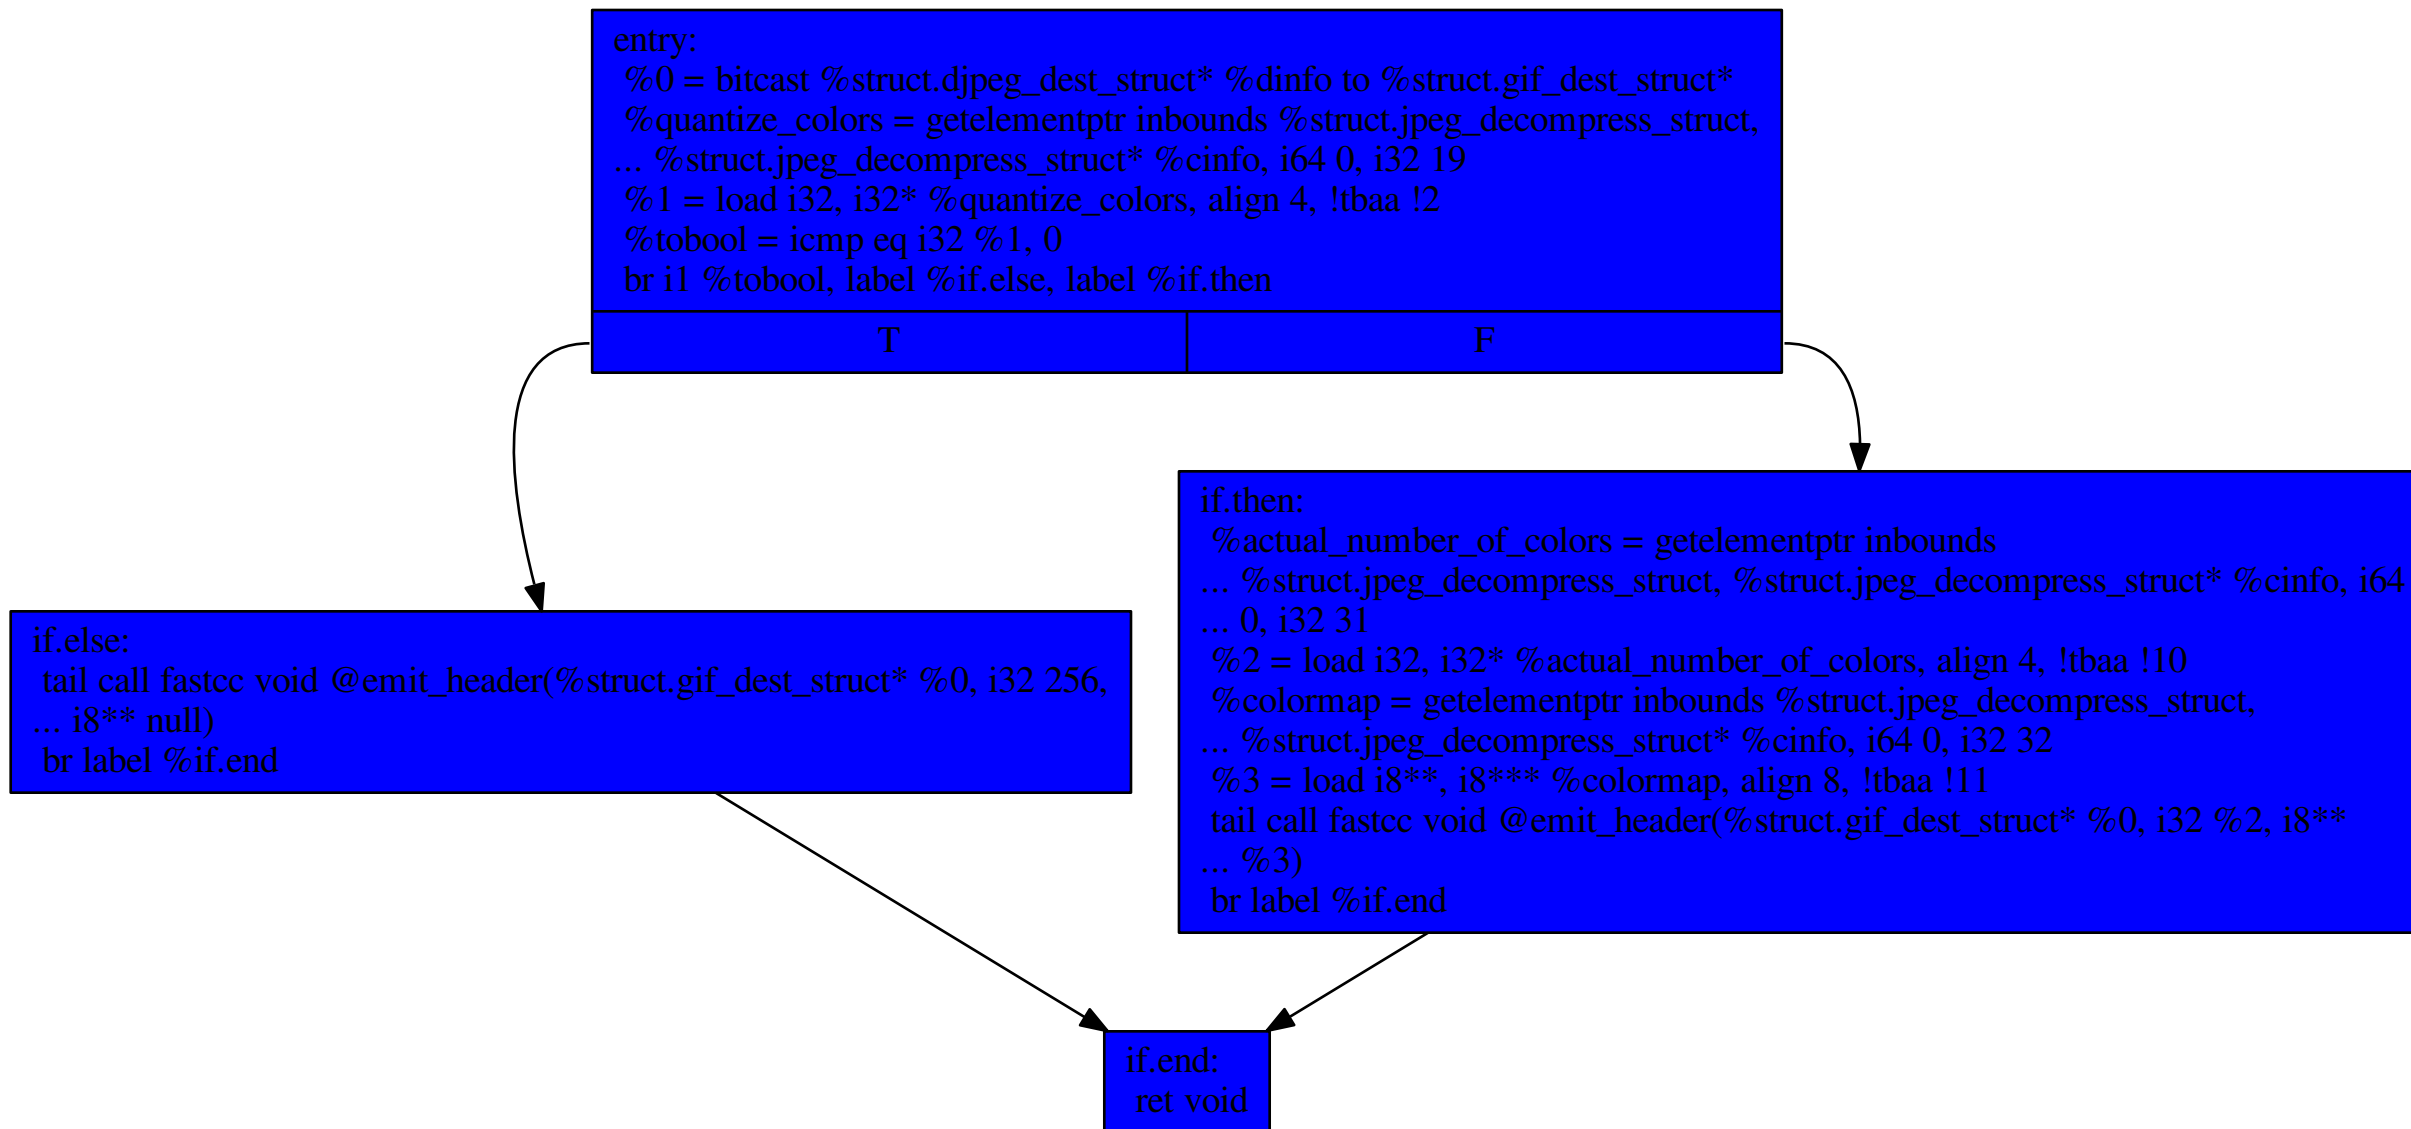 entry:
%0 = bitcast %struct.djpeg_dest_struct* %dinfo to %struct.gif_dest_struct*
%quantize_colors = getelementptr inbounds %struct.jpeg_decompress_struct,
... %struct.jpeg_decompress_struct* %cinfo, i64 0, i32 19
%1 = load i32, i32* %quantize_colors, align 4, !tbaa !2
%tobool = icmp eq i32 %1, 0
br i1 %tobool, label %if.else, label %if.then
T
F
if.then:
%actual_number_of_colors = getelementptr inbounds
... %struct.jpeg_decompress_struct, %struct.jpeg_decompress_struct* %cinfo, i64
... 0, i32 31
%2 = load i32, i32* %actual_number_of_colors, align 4, !tbaa !10
%colormap = getelementptr inbounds %struct.jpeg_decompress_struct,
... %struct.jpeg_decompress_struct* %cinfo, i64 0, i32 32
%3 = load i8**, i8*** %colormap, align 8, !tbaa !11
tail call fastcc void @emit_header(%struct.gif_dest_struct* %0, i32 %2, i8**
... %3)
br label %if.end
if.else:
tail call fastcc void @emit_header(%struct.gif_dest_struct* %0, i32 256,
... i8** null)
br label %if.end
if.end:
ret void